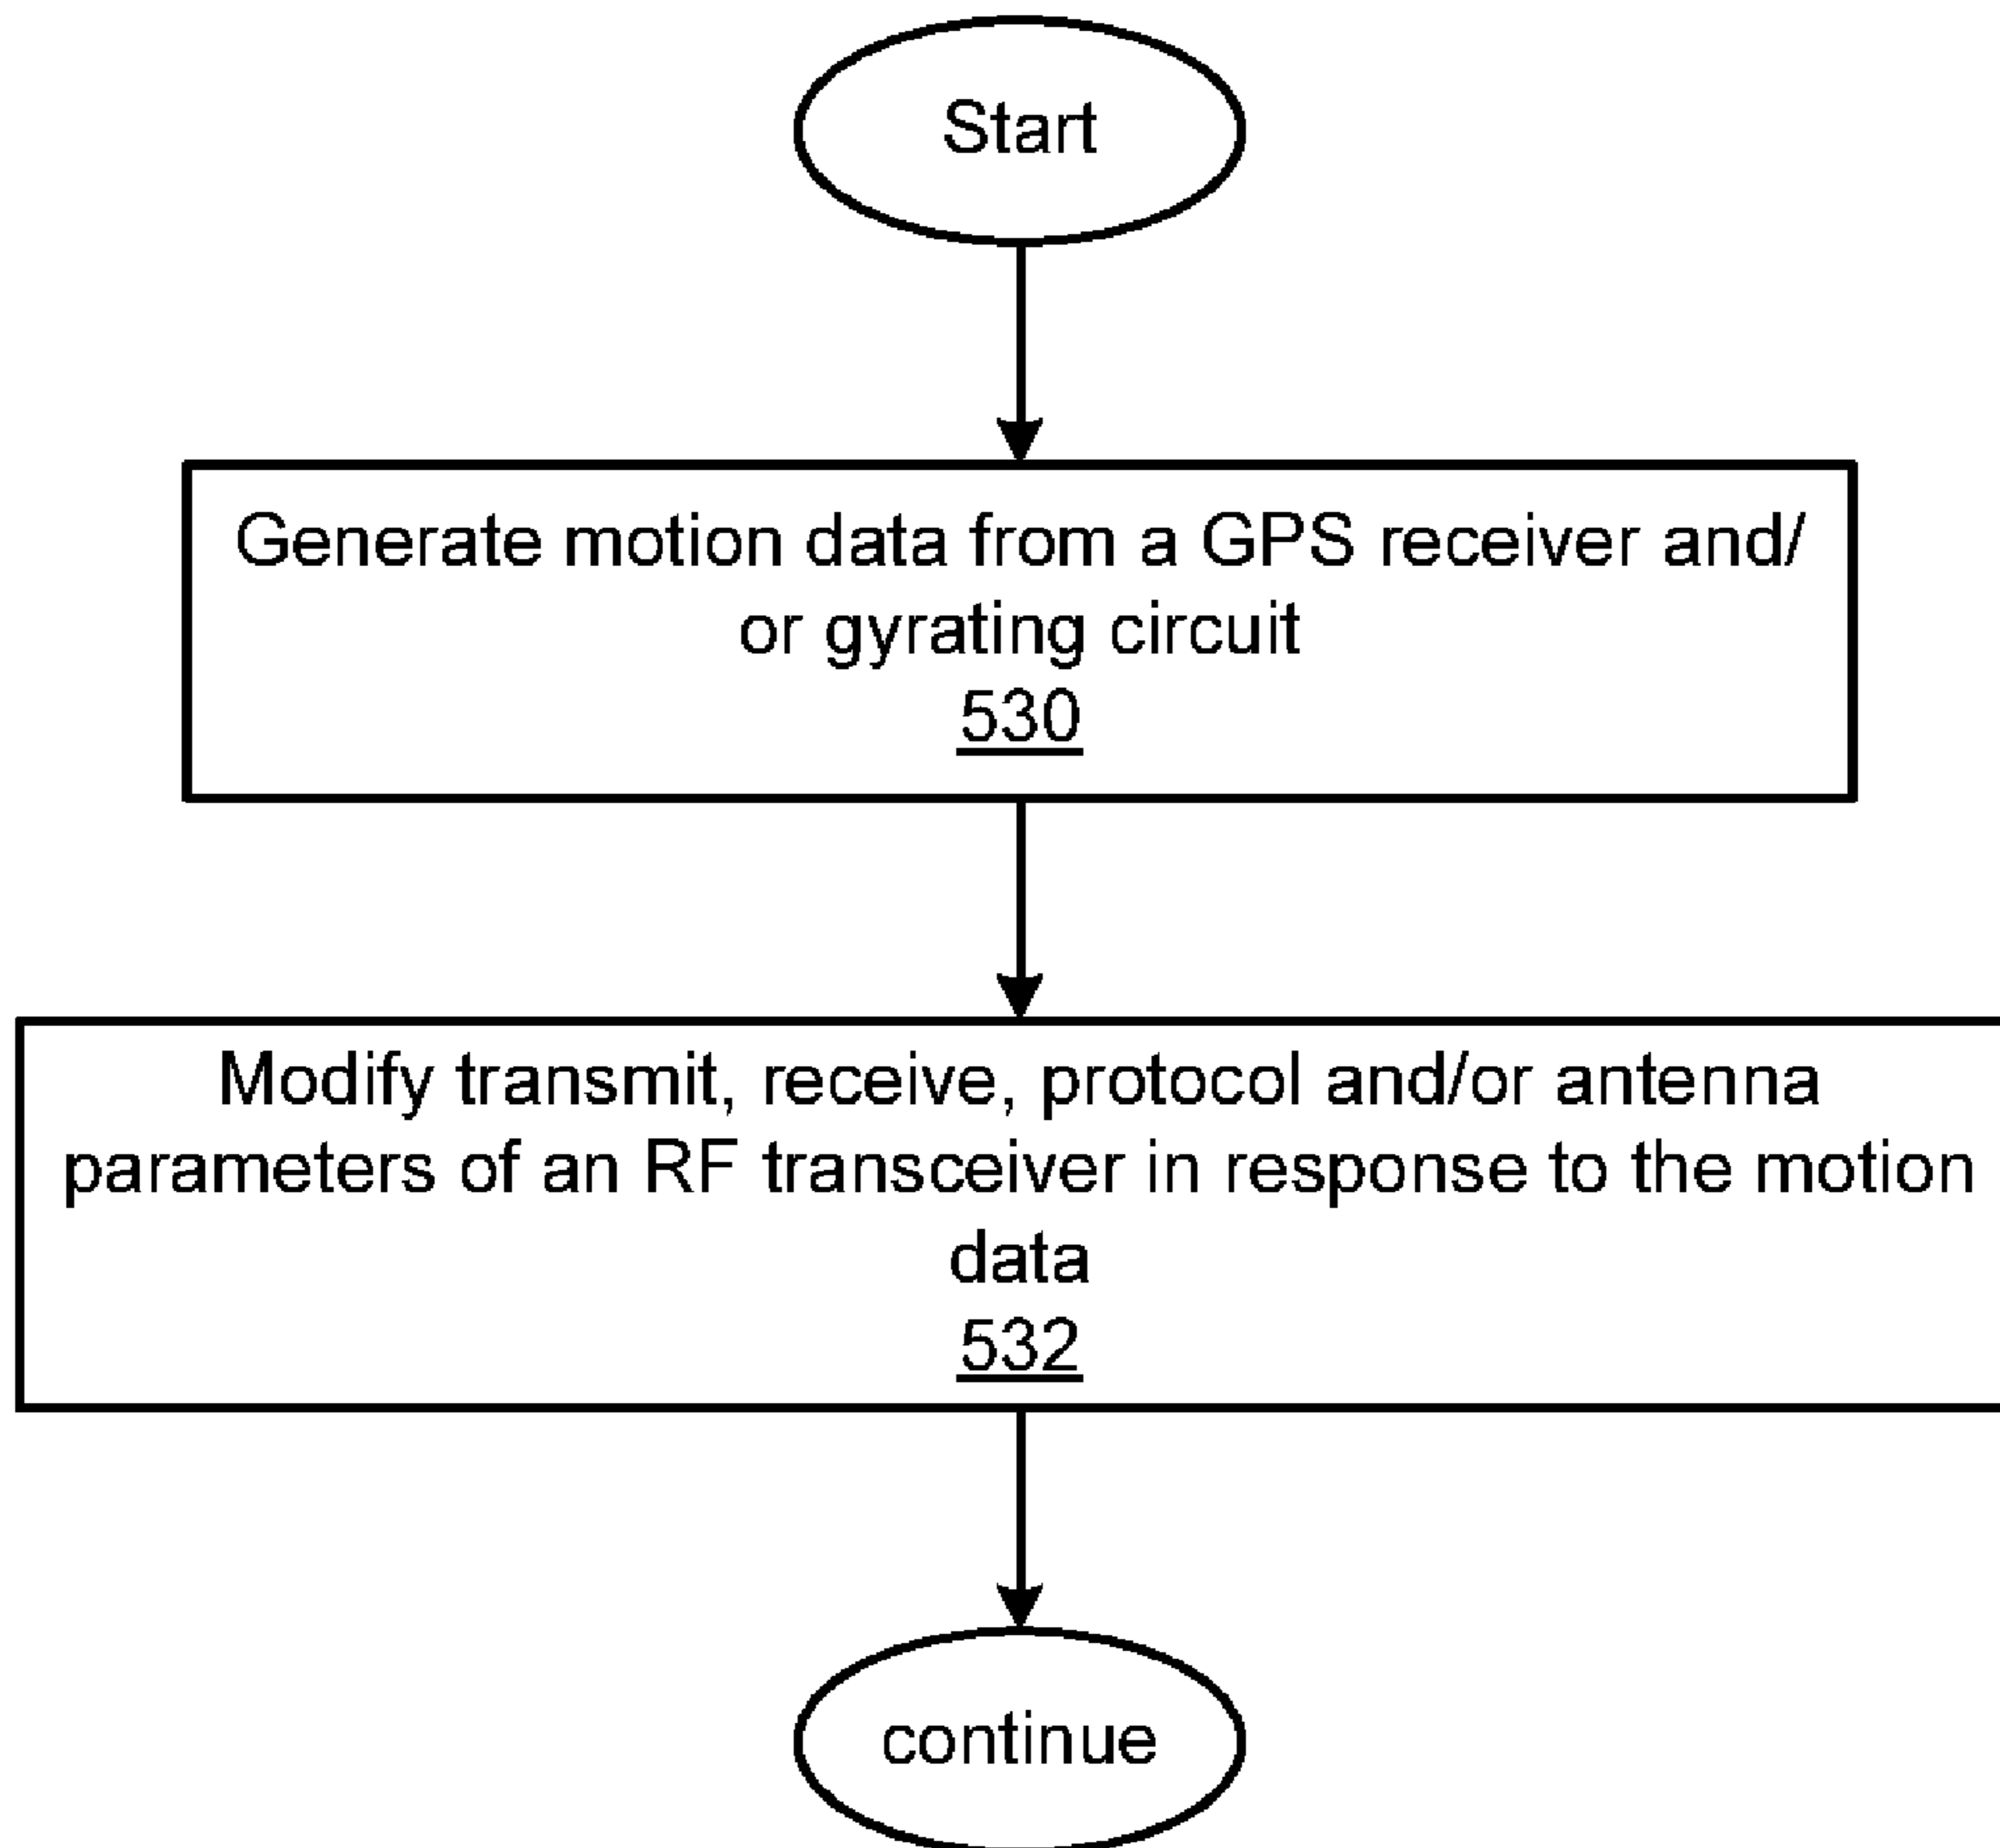 Start
Generate motion data from a GPS receiver and/
or gyrating circuit
530
Modify transmit, receive, protocol and/or antenna
parameters of an RF transceiver in response to the motion
data
532
continue